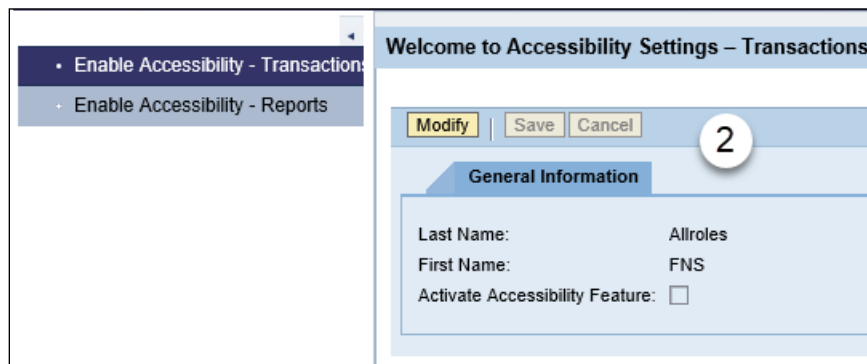 Enable Accessibility - Transactions
Enable Accessibility - Reports
Welcome to Accessibility Settings – Transactions
Modify | Save Cancel
2
General Information
Last Name: Allroles
First Name: FNS
Activate Accessibility Feature: